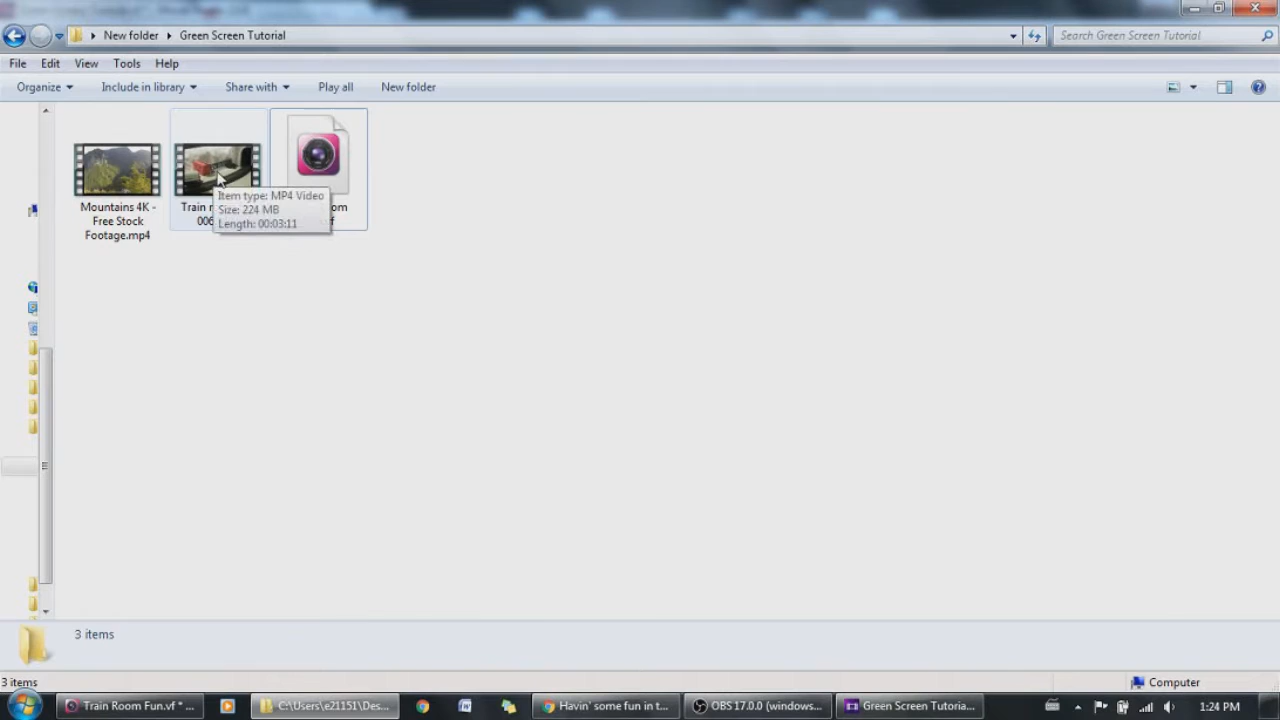 New folder Green Screen Tutorial
Search Green Screen Tutorial
File Edit View Tools Help
Organize Include in library Share with Play all New folder
Mountains 4K -
Free Stock
Footage.mp4
Train
006
Item type: MP4 Video
Size: 224 MB
Length: 00:03:11
3 items
3 items
Computer
Train Room Fun.vf * ...
C:\Users\e21151\Des...
Havin' some fun in t...
OBS 17.0.0 (windows...
Green Screen Tutoria...
1:24 PM